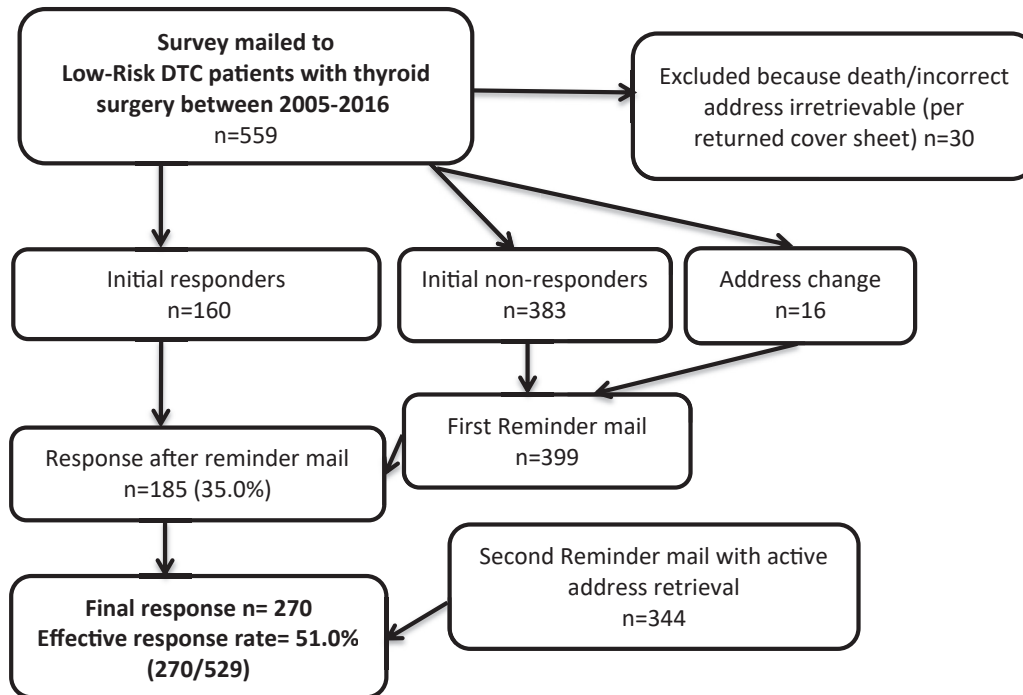 Survey mailed to
Low-Risk DTC patients with thyroid
surgery between 2005-2016
n=559
Excluded because death/incorrect
address irretrievable (per
returned cover sheet) n=30
Initial responders
n=160
Initial non-responders
n=383
Address change
n=16
First Reminder mail
n=399
Response after reminder mail
n=185 (35.0%)
Second Reminder mail with active
address retrieval
n=344
Final response n= 270
Effective response rate= 51.0%
(270/529)